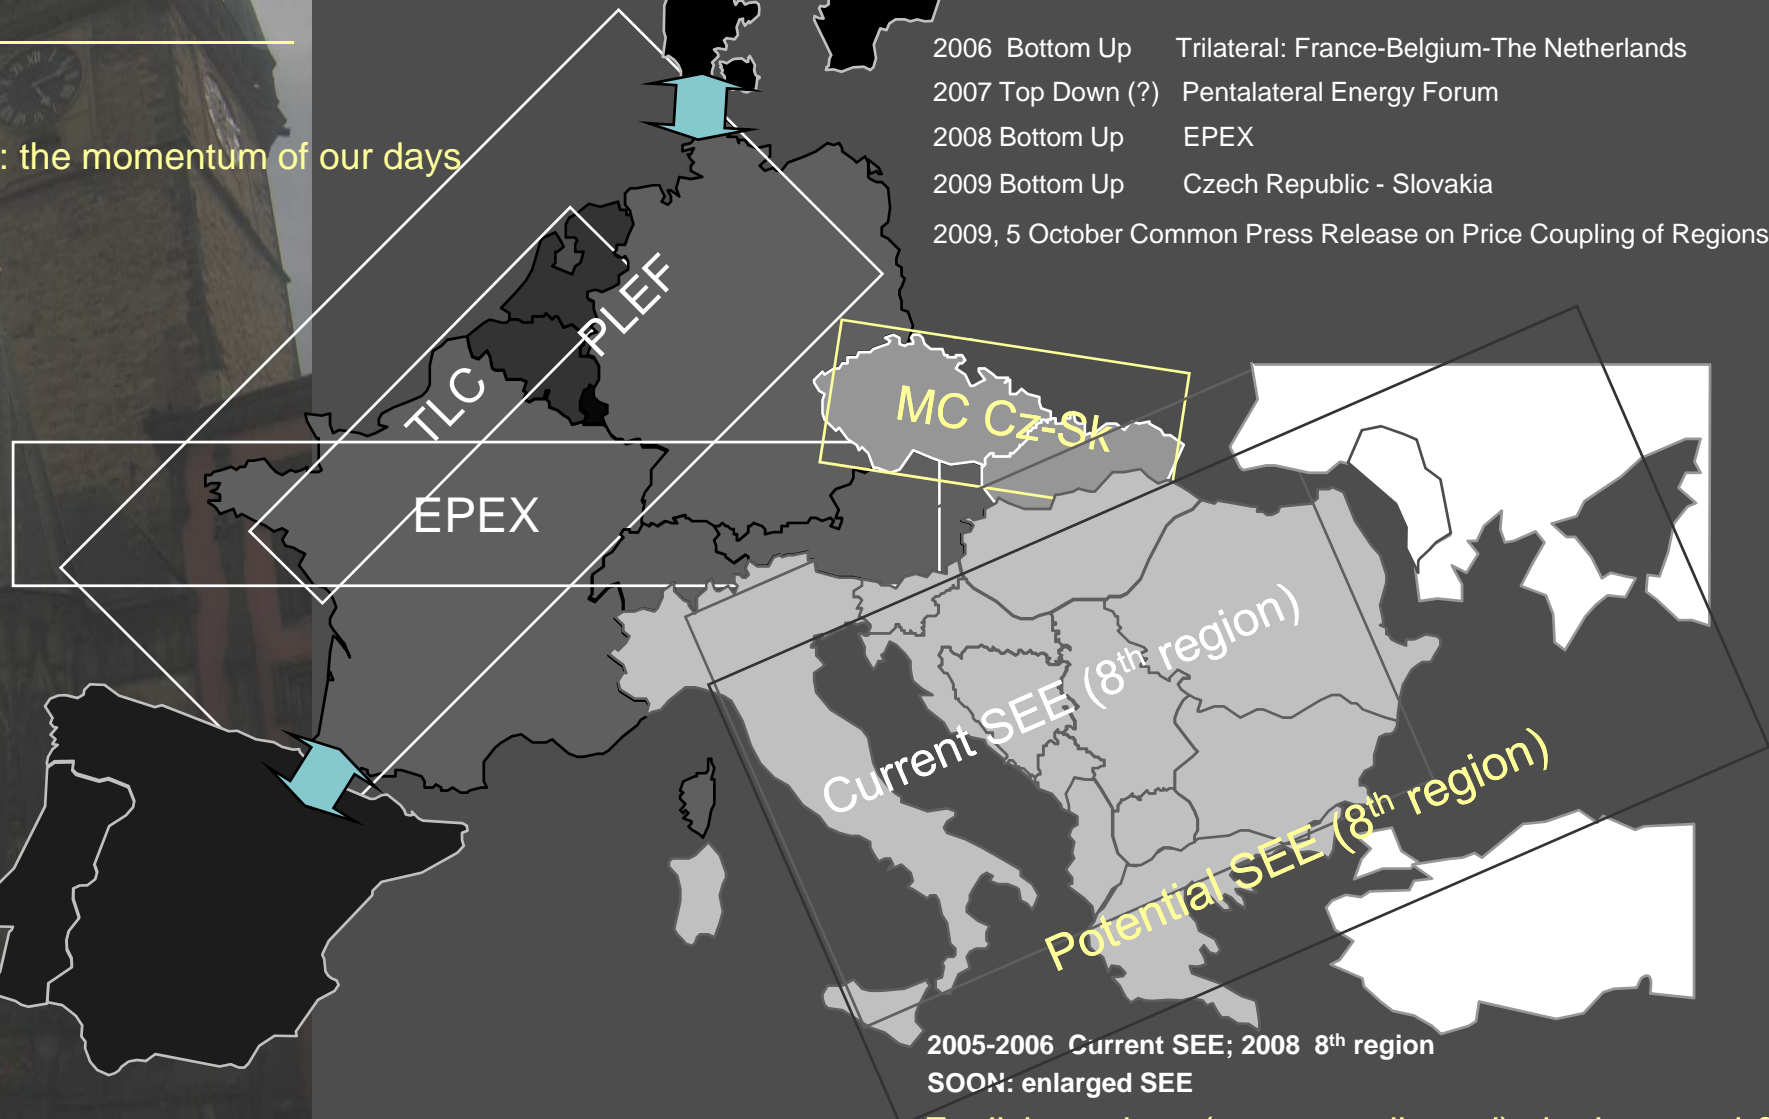 : the momentum of our days
2006 Bottom Up Trilateral: France-Belgium-The Netherlands
2007 Top Down (?) Pentalateral Energy Forum
2008 Bottom Up EPEX
2009 Bottom Up Czech Republic - Slovakia
2009, 5 October Common Press Release on Price Coupling of Regions
PLEF
TLC
MC Cz-Sk
EPEX
Current SEE (8th region)
Potential SEE (8th region)
2005-2006 Current SEE; 2008 8th region
SOON: enlarged SEE